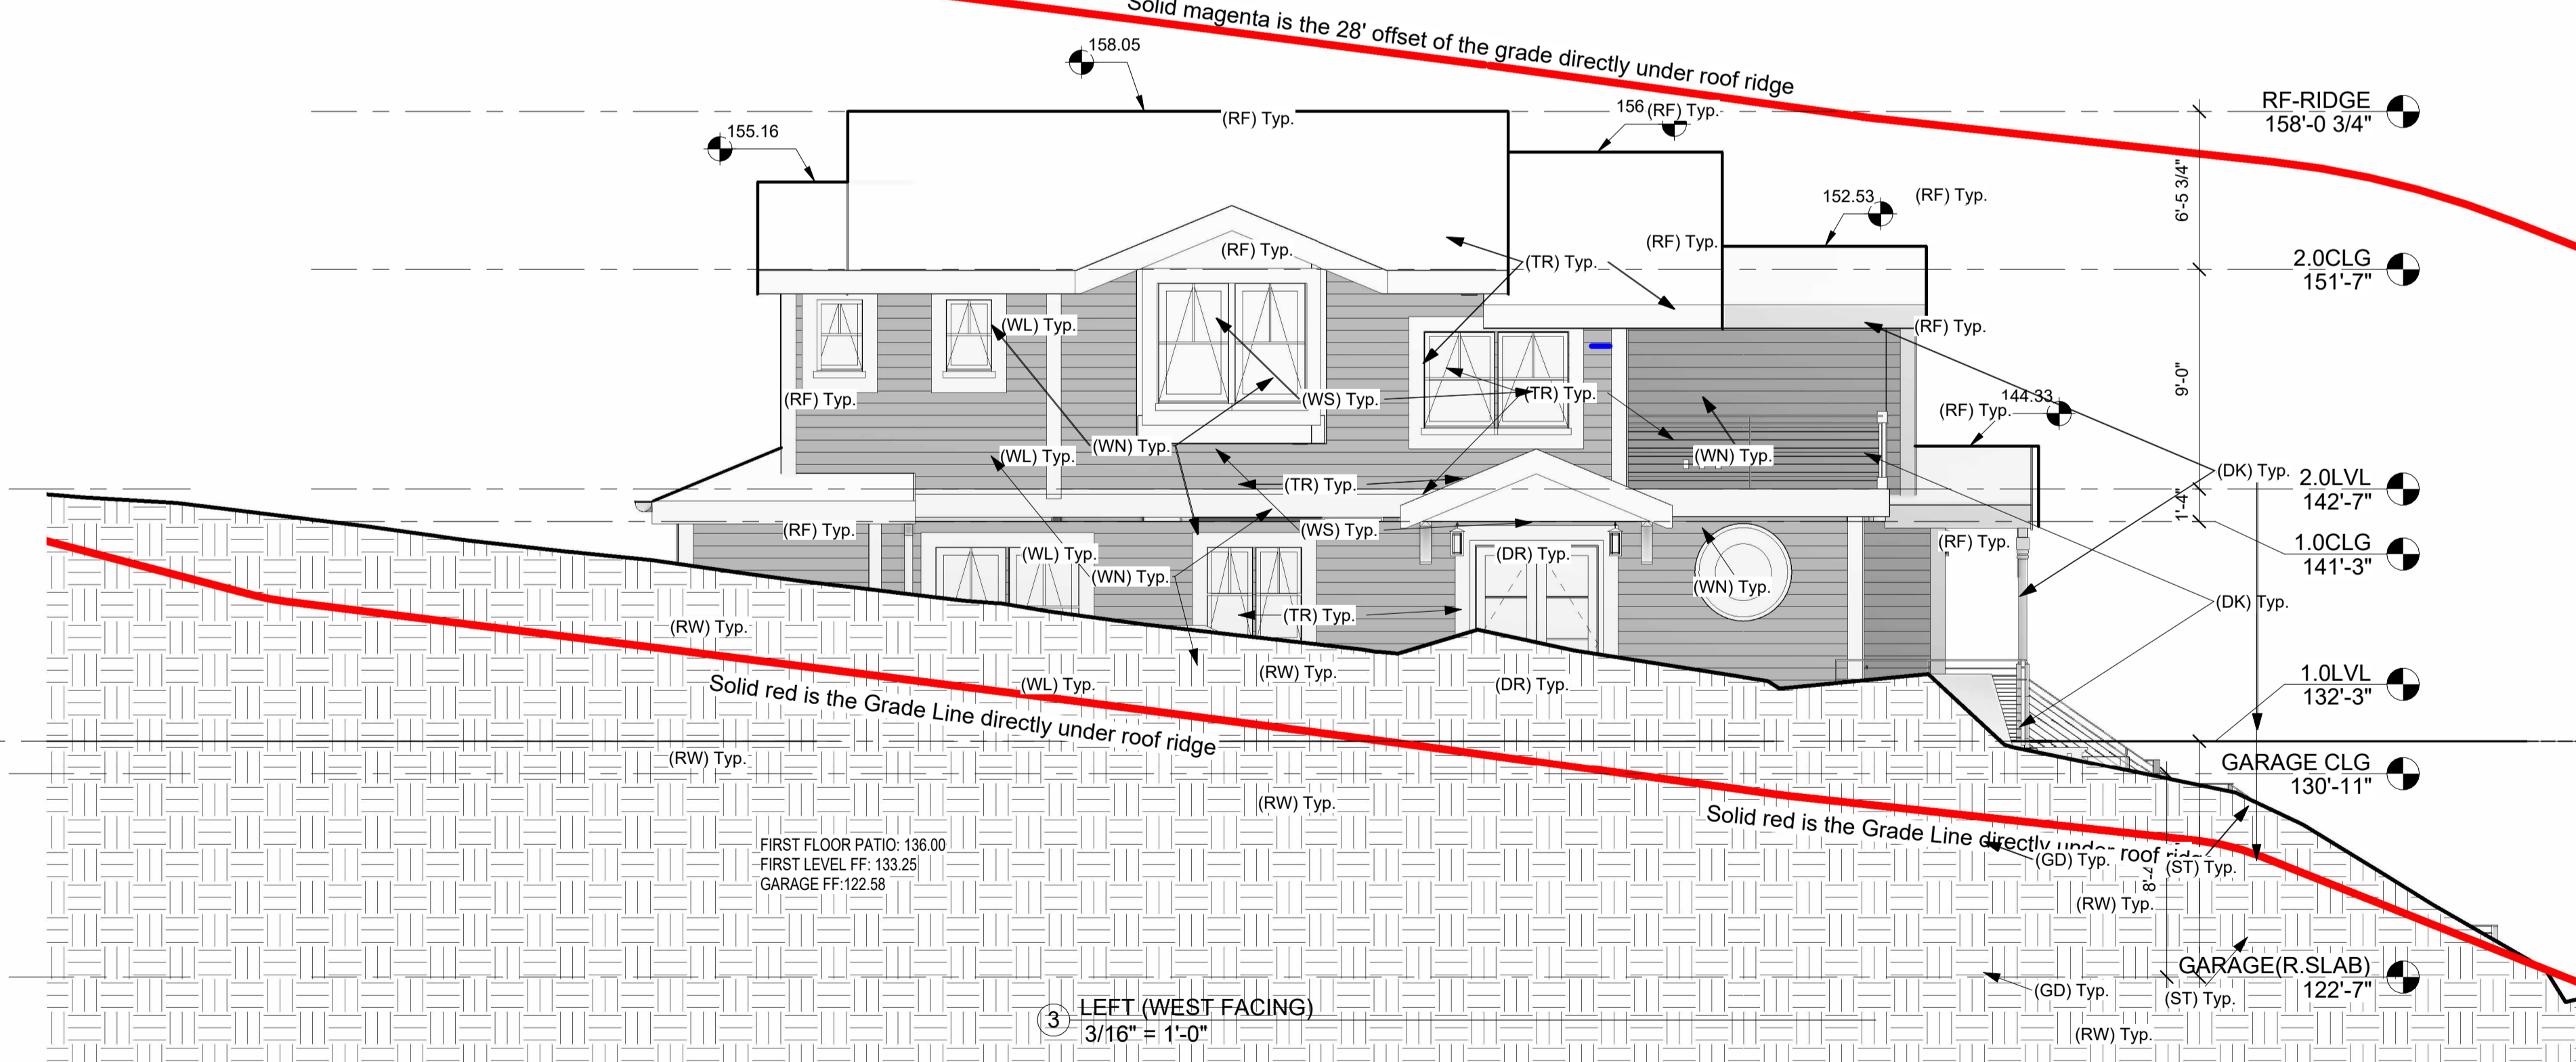 Solid magenta is the 28' offset of the grade directly under roof ridge
158.05
155.16
(RF) Typ.
156
(RF) Typ.
RF-RIDGE
158'-0 3/4"
6'-5 3/4"
152.53
(RF) Typ.
(RF) Typ.
(RF) Typ.
(TR) Typ.
2.0CLG
151'-7"
(WL) Typ.
(RF) Typ.
(RF) Typ.
(WS) Typ.
(TR) Typ.
9'-0"
144.33
(RF) Typ.
(WN) Typ.
(WL) Typ.
(WN) Typ.
(DK) Typ.
(TR) Typ.
2.0LVL
142'-7"
1'-4"
(RF) Typ.
(WS) Typ.
(WL) Typ.
(DR) Typ.
(RF) Typ.
1.0CLG
141'-3"
(WN) Typ.
(WN) Typ.
(DK) Typ.
(TR) Typ.
(RW) Typ.
(RW) Typ.
(WL) Typ.
(DR) Typ.
1.0LVL
132'-3"
Solid red is the Grade Line directly under roof ridge
(RW) Typ.
GARAGE CLG
130'-11"
(RW) Typ.
Solid red is the Grade Line directly under roof
FIRST FLOOR PATIO: 136.00
FIRST LEVEL FF: 133.25
GARAGE FF:122.58
(GD) Typ.
(ST) Typ.
(RW) Typ.
GARAGE(R.SLAB)
122'-7"
(GD) Typ.
(ST) Typ.
(RW) Typ.
3
LEFT (WEST FACING)
3/16" = 1'-0"